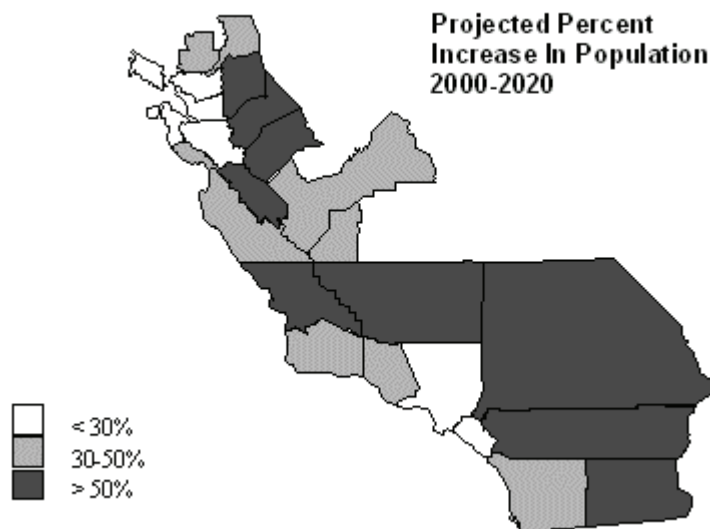 Projected Percent
Increase In Population
2000-2020
< 30%
30-50%
> 50%